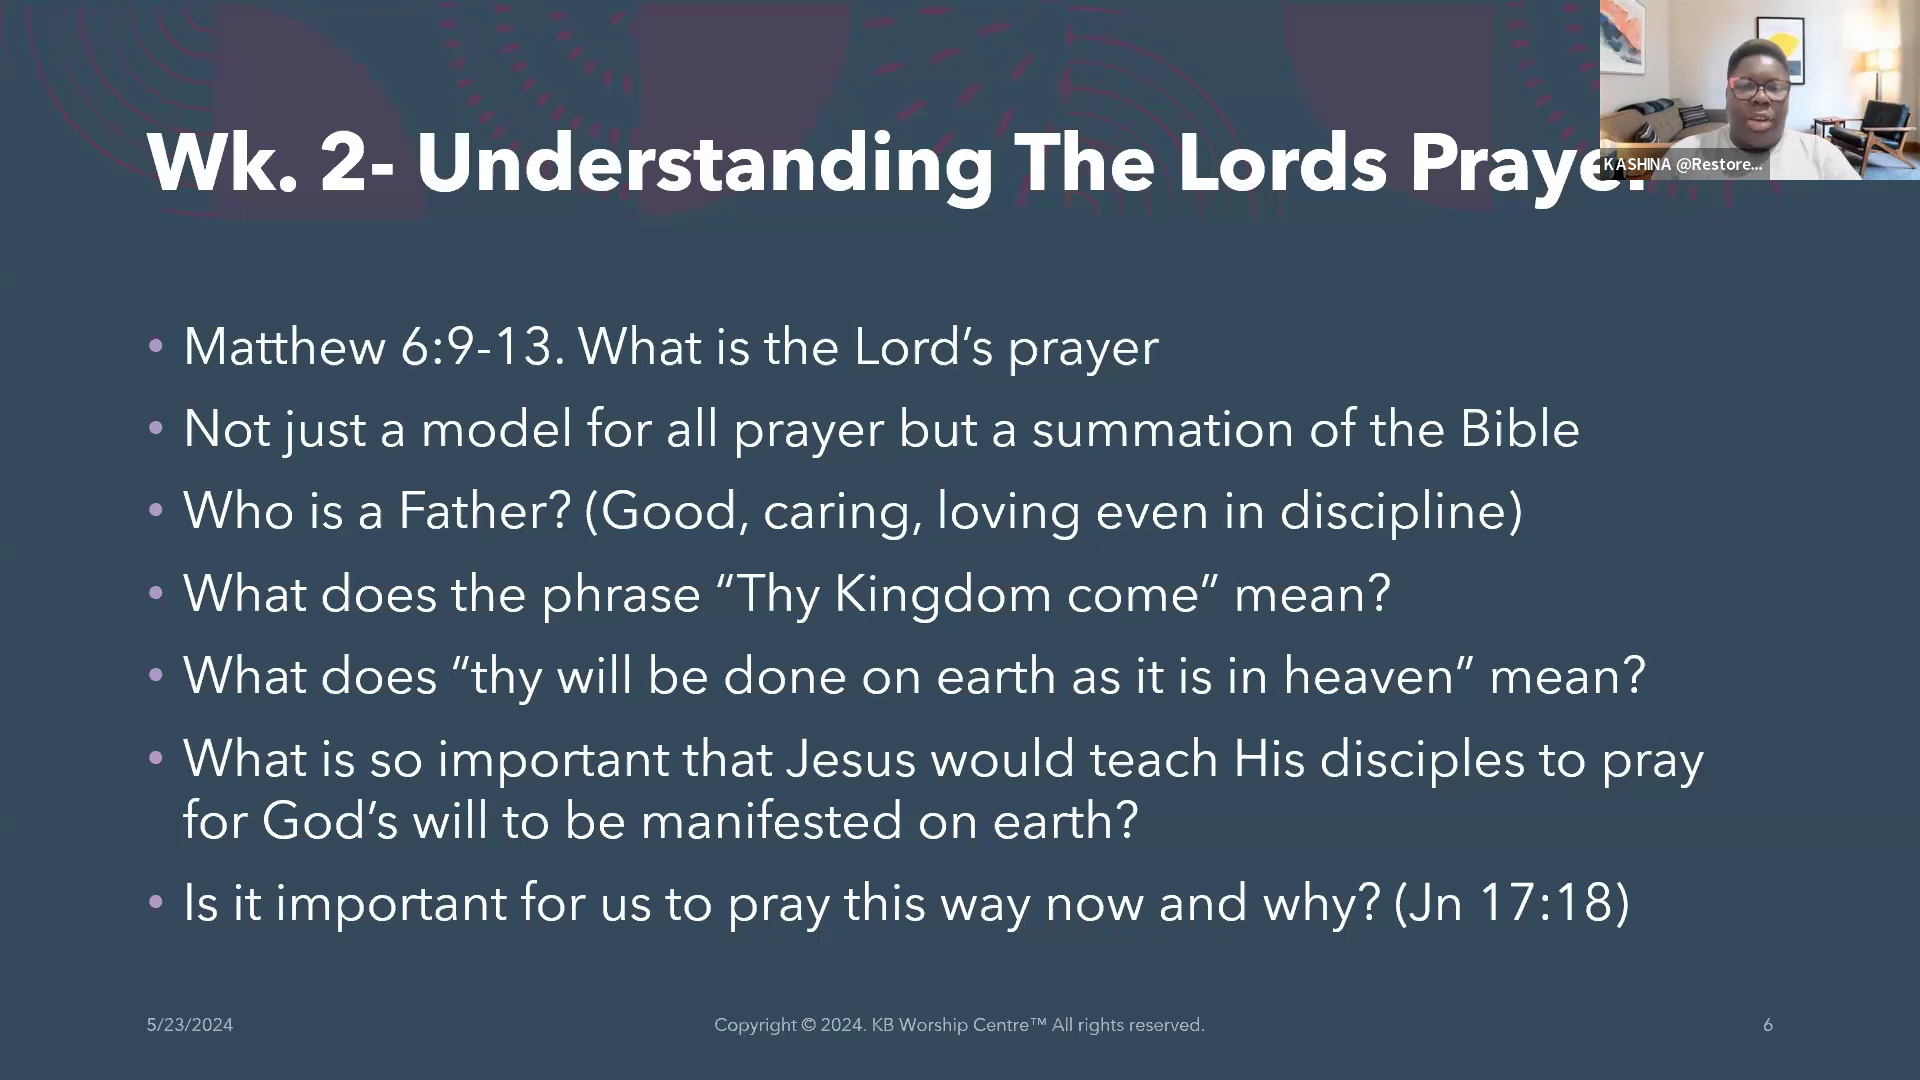 Wk. 2- Understanding The Lords Praye
KASHINA @Restore...
• Matthew 6:9-13. What is the Lord’s prayer
• Not just a model for all prayer but a summation of the Bible
• Who is a Father? (Good, caring, loving even in discipline)
• What does the phrase “Thy Kingdom come” mean?
• What does “thy will be done on earth as it is in heaven” mean?
• What is so important that Jesus would teach His disciples to pray
for God’s will to be manifested on earth?
• Is it important for us to pray this way now and why? (Jn 17:18)
5/23/2024
Copyright © 2024. KB Worship Centre™ All rights reserved.
6